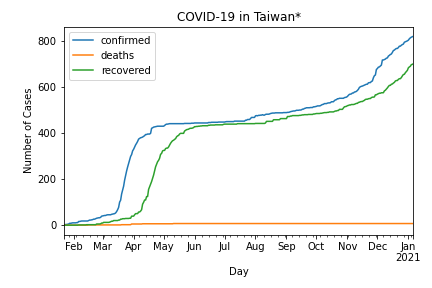 COVID-19 in Taiwan*
confirmed
deaths
recovered
800
600
400
200
0
Number of Cases
Feb Mar Apr May Jun Jul Aug Sep Oct Nov Dec Jan
2021
Day